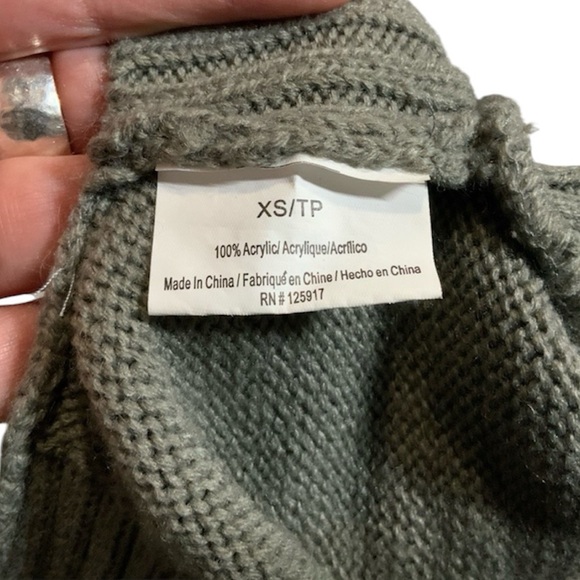 XS/TP
100% Acrylic/ Acrylique/Acrílico
Made In China / Fabriqué en Chine / Hecho en China
RN # 125917